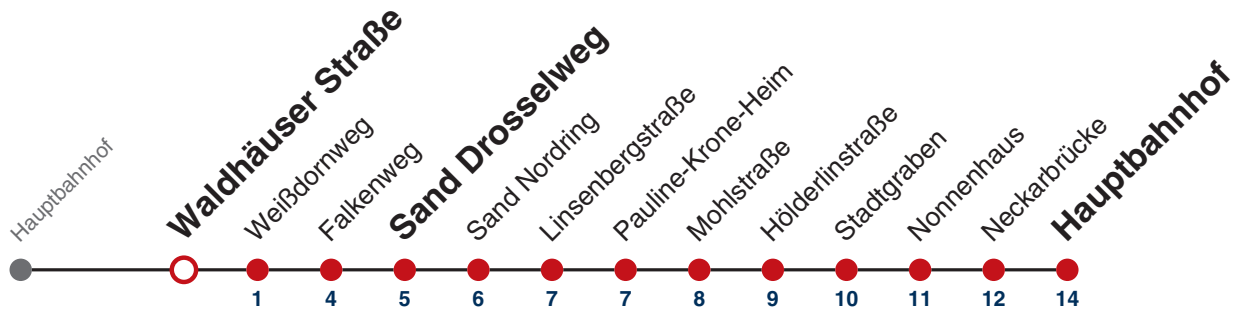 Hauptbahnhof
Waldhäuser Straße
Weißdornweg
Falkenweg
Sand Drosselweg
Sand Nordring
Linsenbergstraße
Pauline-Krone-Heim
Mohlstraße
Hölderlinstraße
Stadtgraben
Nonnenhaus
Neckarbrücke
Hauptbahnhof
1 4 5 6 7 7 8 9 10 11 12 14